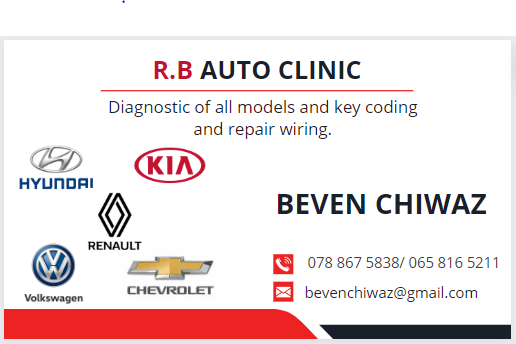 R.B AUTO CLINIC
Diagnostic of all models and key coding
and repair wiring.
HYUNDAI
KIA
RENAULT
Volkswagen
CHEVROLET
BEVEN CHIWAZ
078 867 5838/ 065 816 5211
bevenchiwaz@gmail.com